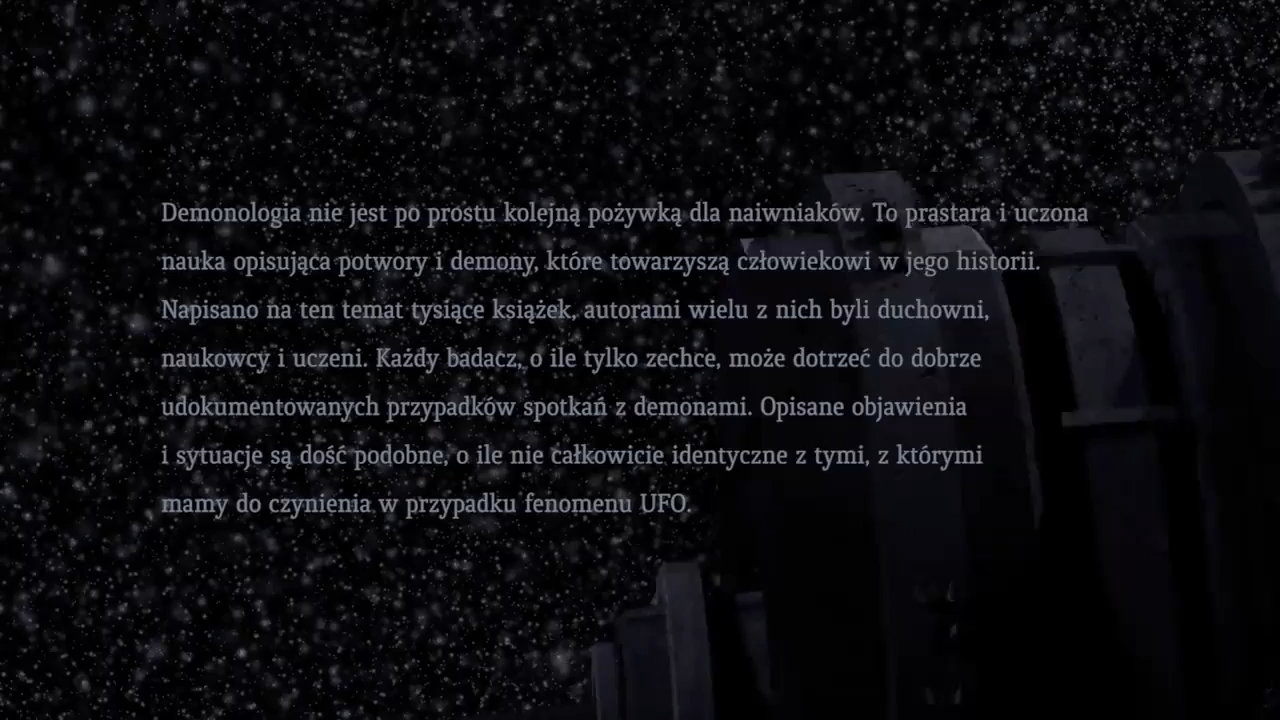 Demonologia nie jest po prostu kolejną pożywką dla naiwniaków. To prastara i uczona
nauka opisująca potwory i demony, które towarzyszą człowiekowi w jego historii.
Napisano na ten temat tysiące książek, autorami wielu z nich byli duchowni,
naukowcy i uczeni. Każdy badacz, o ile tylko zechce, może dotrzeć do dobrze
udokumentowanych przypadków spotkań z demonami. Opisane objawienia
i sytuacje są dość podobne, o ile nie całkowicie identyczne z tymi, z którymi
mamy do czynienia w przypadku fenomenu UFO.